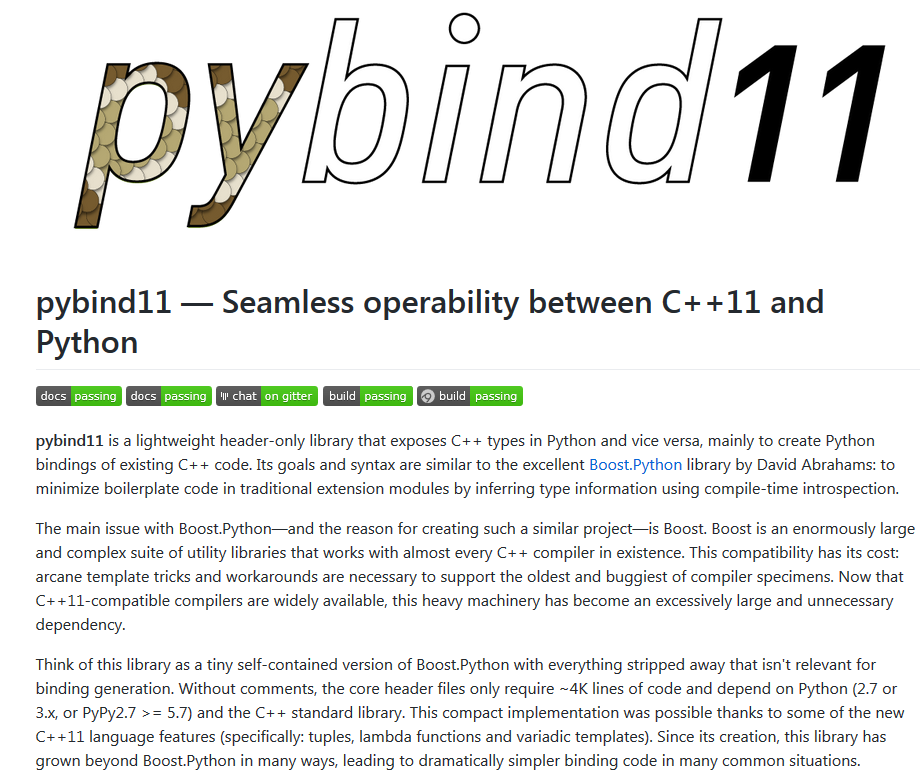 pybind11
pybind11 — Seamless operability between C++11 and
Python
docs passing docs passing chat on gitter build passing build passing
pybind11 is a lightweight header-only library that exposes C++ types in Python and vice versa, mainly to create Python
bindings of existing C++ code. Its goals and syntax are similar to the excellent Boost.Python library by David Abrahams: to
minimize boilerplate code in traditional extension modules by inferring type information using compile-time introspection.
The main issue with Boost.Python—and the reason for creating such a similar project—is Boost. Boost is an enormously large
and complex suite of utility libraries that works with almost every C++ compiler in existence. This compatibility has its cost:
arcane template tricks and workarounds are necessary to support the oldest and buggiest of compiler specimens. Now that
C++11-compatible compilers are widely available, this heavy machinery has become an excessively large and unnecessary
dependency.
Think of this library as a tiny self-contained version of Boost.Python with everything stripped away that isn't relevant for
binding generation. Without comments, the core header files only require ~4K lines of code and depend on Python (2.7 or
3.x, or PyPy2.7 >= 5.7) and the C++ standard library. This compact implementation was possible thanks to some of the new
C++11 language features (specifically: tuples, lambda functions and variadic templates). Since its creation, this library has
grown beyond Boost.Python in many ways, leading to dramatically simpler binding code in many common situations.